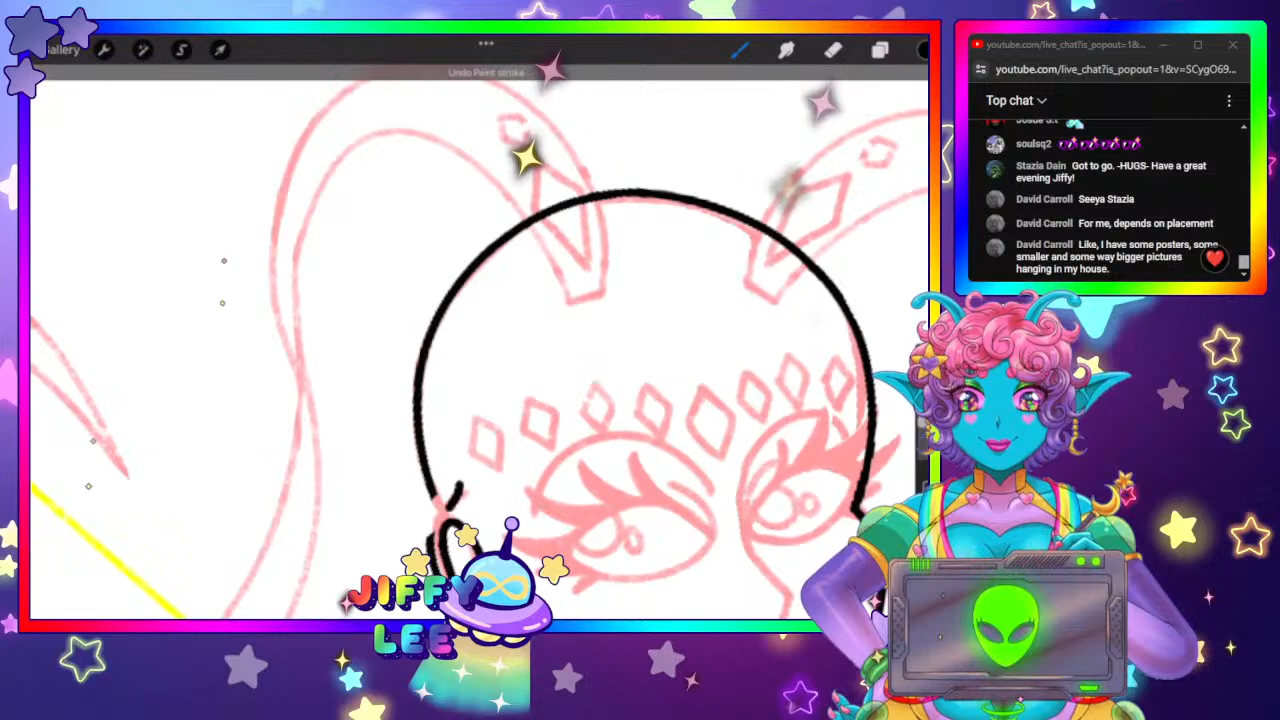 allery
Undo Paint stroke
youtube.com/live_chat?is_popout=1&l...
youtube.com/live_chat?is_popout=1&v=SCygO69...
Top chat
Josue S.t
soulsq2
Stazia Dain Got to go. -HUGS- Have a great
evening Jiffy!
David Carroll Seeya Stazia
David Carroll For me, depends on placement
David Carroll Like, I have some posters, some
smaller and some way bigger pictures
hanging in my house.
JIFFY
LEE